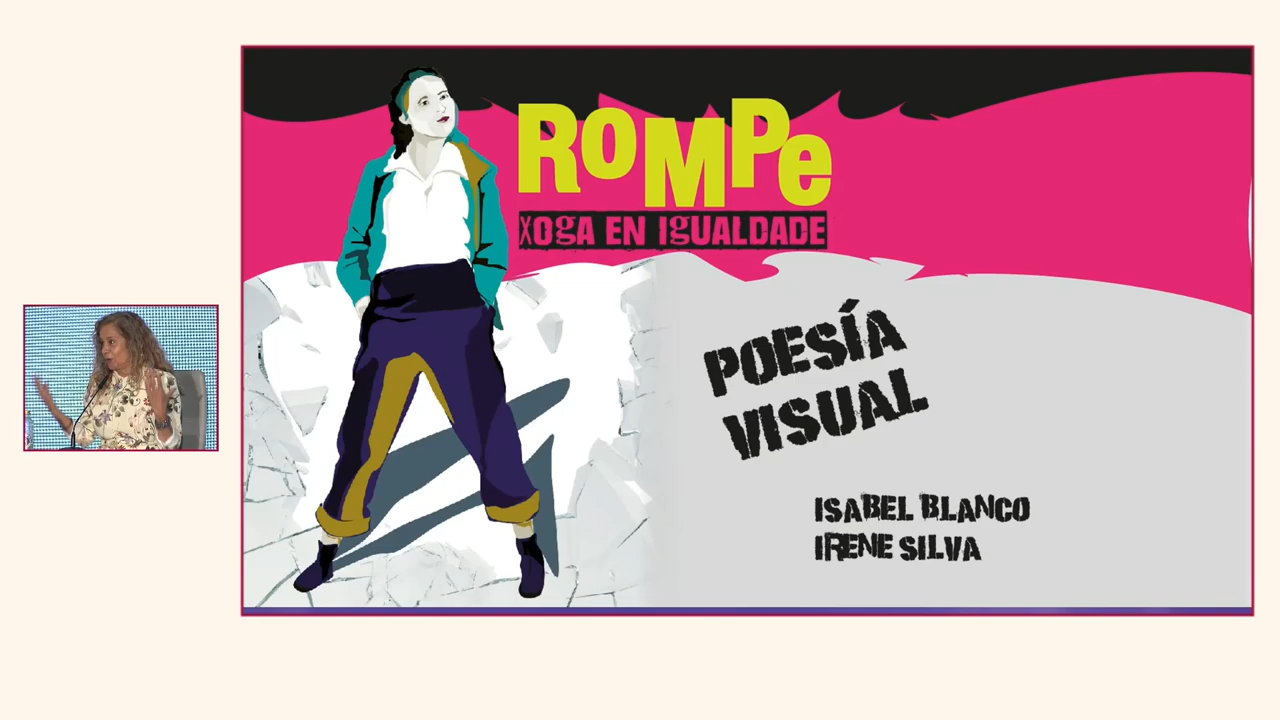 ROMPe
XOgA EN IgUALDADE
POESÍA
VISUAL
ISABEL BLANCO
IRENE SILVA